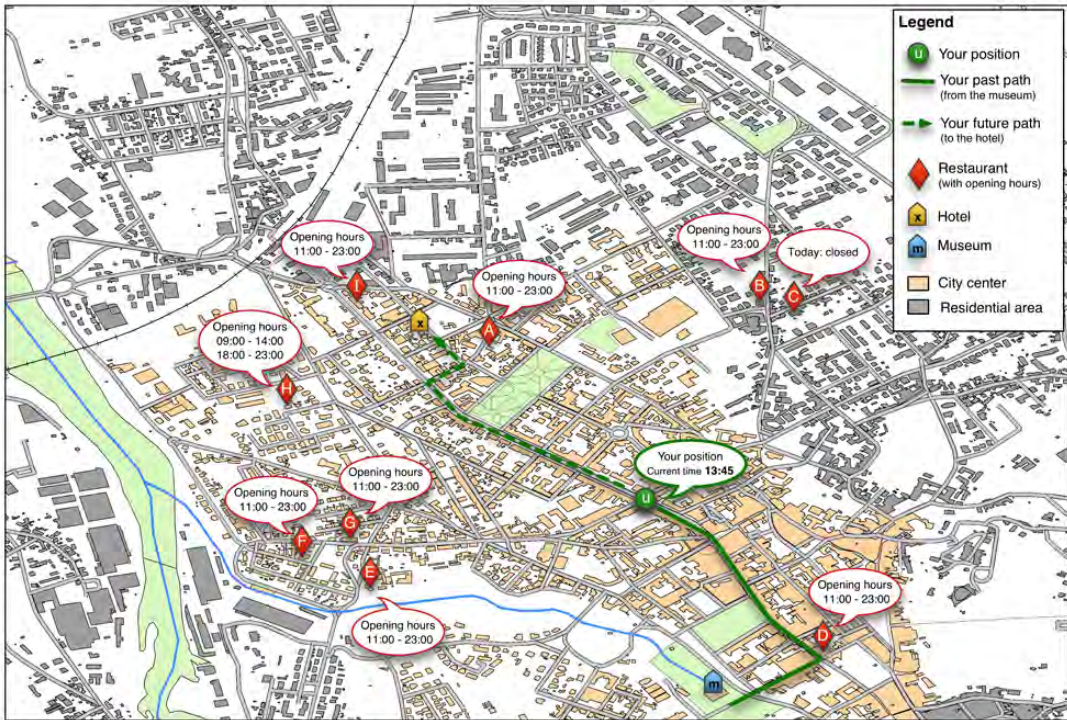 Legend
u
Your position
Your past path
(from the museum)
Your future path
(to the hotel)
Restaurant
(with opening hours)
x
Hotel
m
Museum
City center
Residential area
Opening hours
11:00 - 23:00
I
Opening hours
11:00 - 23:00
A
Opening hours
11:00 - 23:00
B
Today: closed
C
x
Opening hours
09:00 - 14:00
18:00 - 23:00
H
Your position
Current time 13:45
u
Opening hours
11:00 - 23:00
G
Opening hours
11:00 - 23:00
F
E
Opening hours
11:00 - 23:00
Opening hours
11:00 - 23:00
D
m